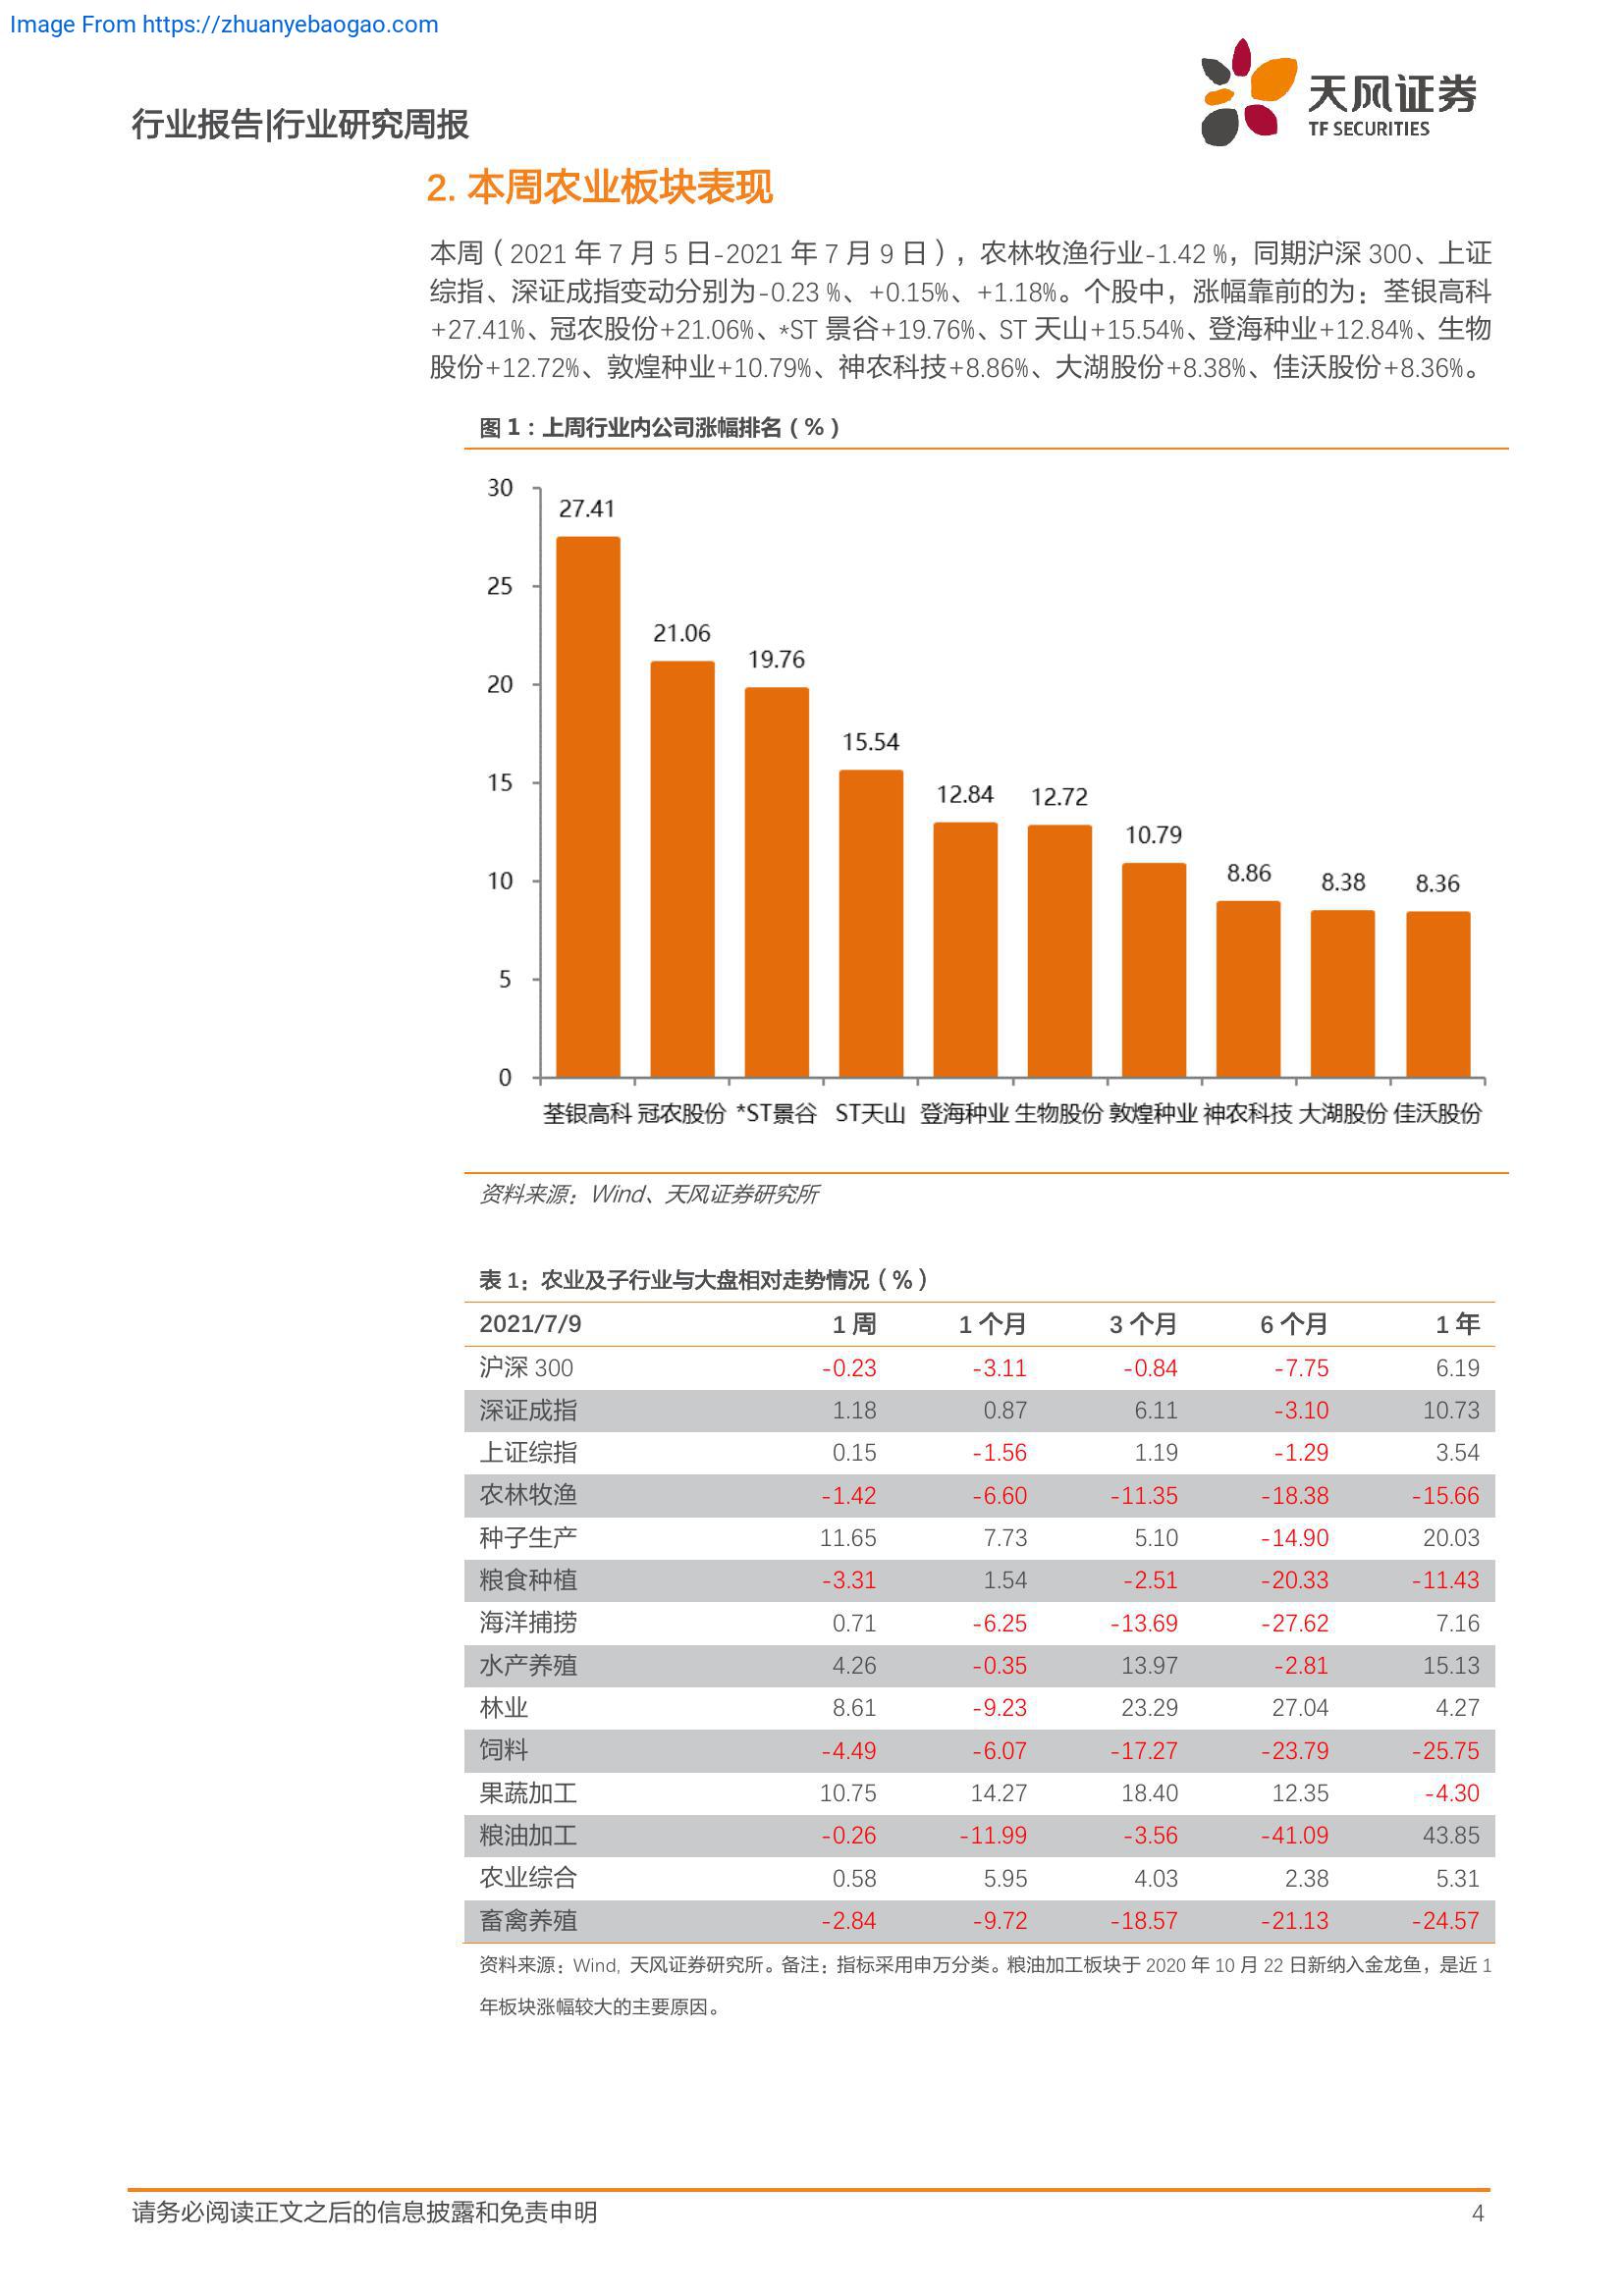 Image From https://zhuanyebaogao.com
行业报告|行业研究周报
天风证券
TF SECURITIES
2. 本周农业板块表现
本周（2021 年 7 月 5 日-2021 年 7 月 9 日），农林牧渔行业-1.42 %，同期沪深 300、上证
综指、深证成指变动分别为-0.23 %、+0.15%、+1.18%。个股中，涨幅靠前的为：荃银高科
+27.41%、冠农股份+21.06%、*ST 景谷+19.76%、ST 天山+15.54%、登海种业+12.84%、生物
股份+12.72%、敦煌种业+10.79%、神农科技+8.86%、大湖股份+8.38%、佳沃股份+8.36%。
图 1：上周行业内公司涨幅排名（%）
30
25
20
15
10
5
0
27.41
21.06
19.76
15.54
12.84
12.72
10.79
8.86
8.38
8.36
荃银高科 冠农股份 *ST景谷 ST天山 登海种业 生物股份 敦煌种业 神农科技 大湖股份 佳沃股份
资料来源：Wind、天风证券研究所
表 1：农业及子行业与大盘相对走势情况（%）
2021/7/9 1 周 1 个月 3 个月 6 个月 1 年
沪深 300 -0.23 -3.11 -0.84 -7.75 6.19
深证成指 1.18 0.87 6.11 -3.10 10.73
上证综指 0.15 -1.56 1.19 -1.29 3.54
农林牧渔 -1.42 -6.60 -11.35 -18.38 -15.66
种子生产 11.65 7.73 5.10 -14.90 20.03
粮食种植 -3.31 1.54 -2.51 -20.33 -11.43
海洋捕捞 0.71 -6.25 -13.69 -27.62 7.16
水产养殖 4.26 -0.35 13.97 -2.81 15.13
林业 8.61 -9.23 23.29 27.04 4.27
饲料 -4.49 -6.07 -17.27 -23.79 -25.75
果蔬加工 10.75 14.27 18.40 12.35 -4.30
粮油加工 -0.26 -11.99 -3.56 -41.09 43.85
农业综合 0.58 5.95 4.03 2.38 5.31
畜禽养殖 -2.84 -9.72 -18.57 -21.13 -24.57
资料来源：Wind, 天风证券研究所。备注：指标采用申万分类。粮油加工板块于 2020 年 10 月 22 日新纳入金龙鱼，是近 1
年板块涨幅较大的主要原因。
请务必阅读正文之后的信息披露和免责申明 4